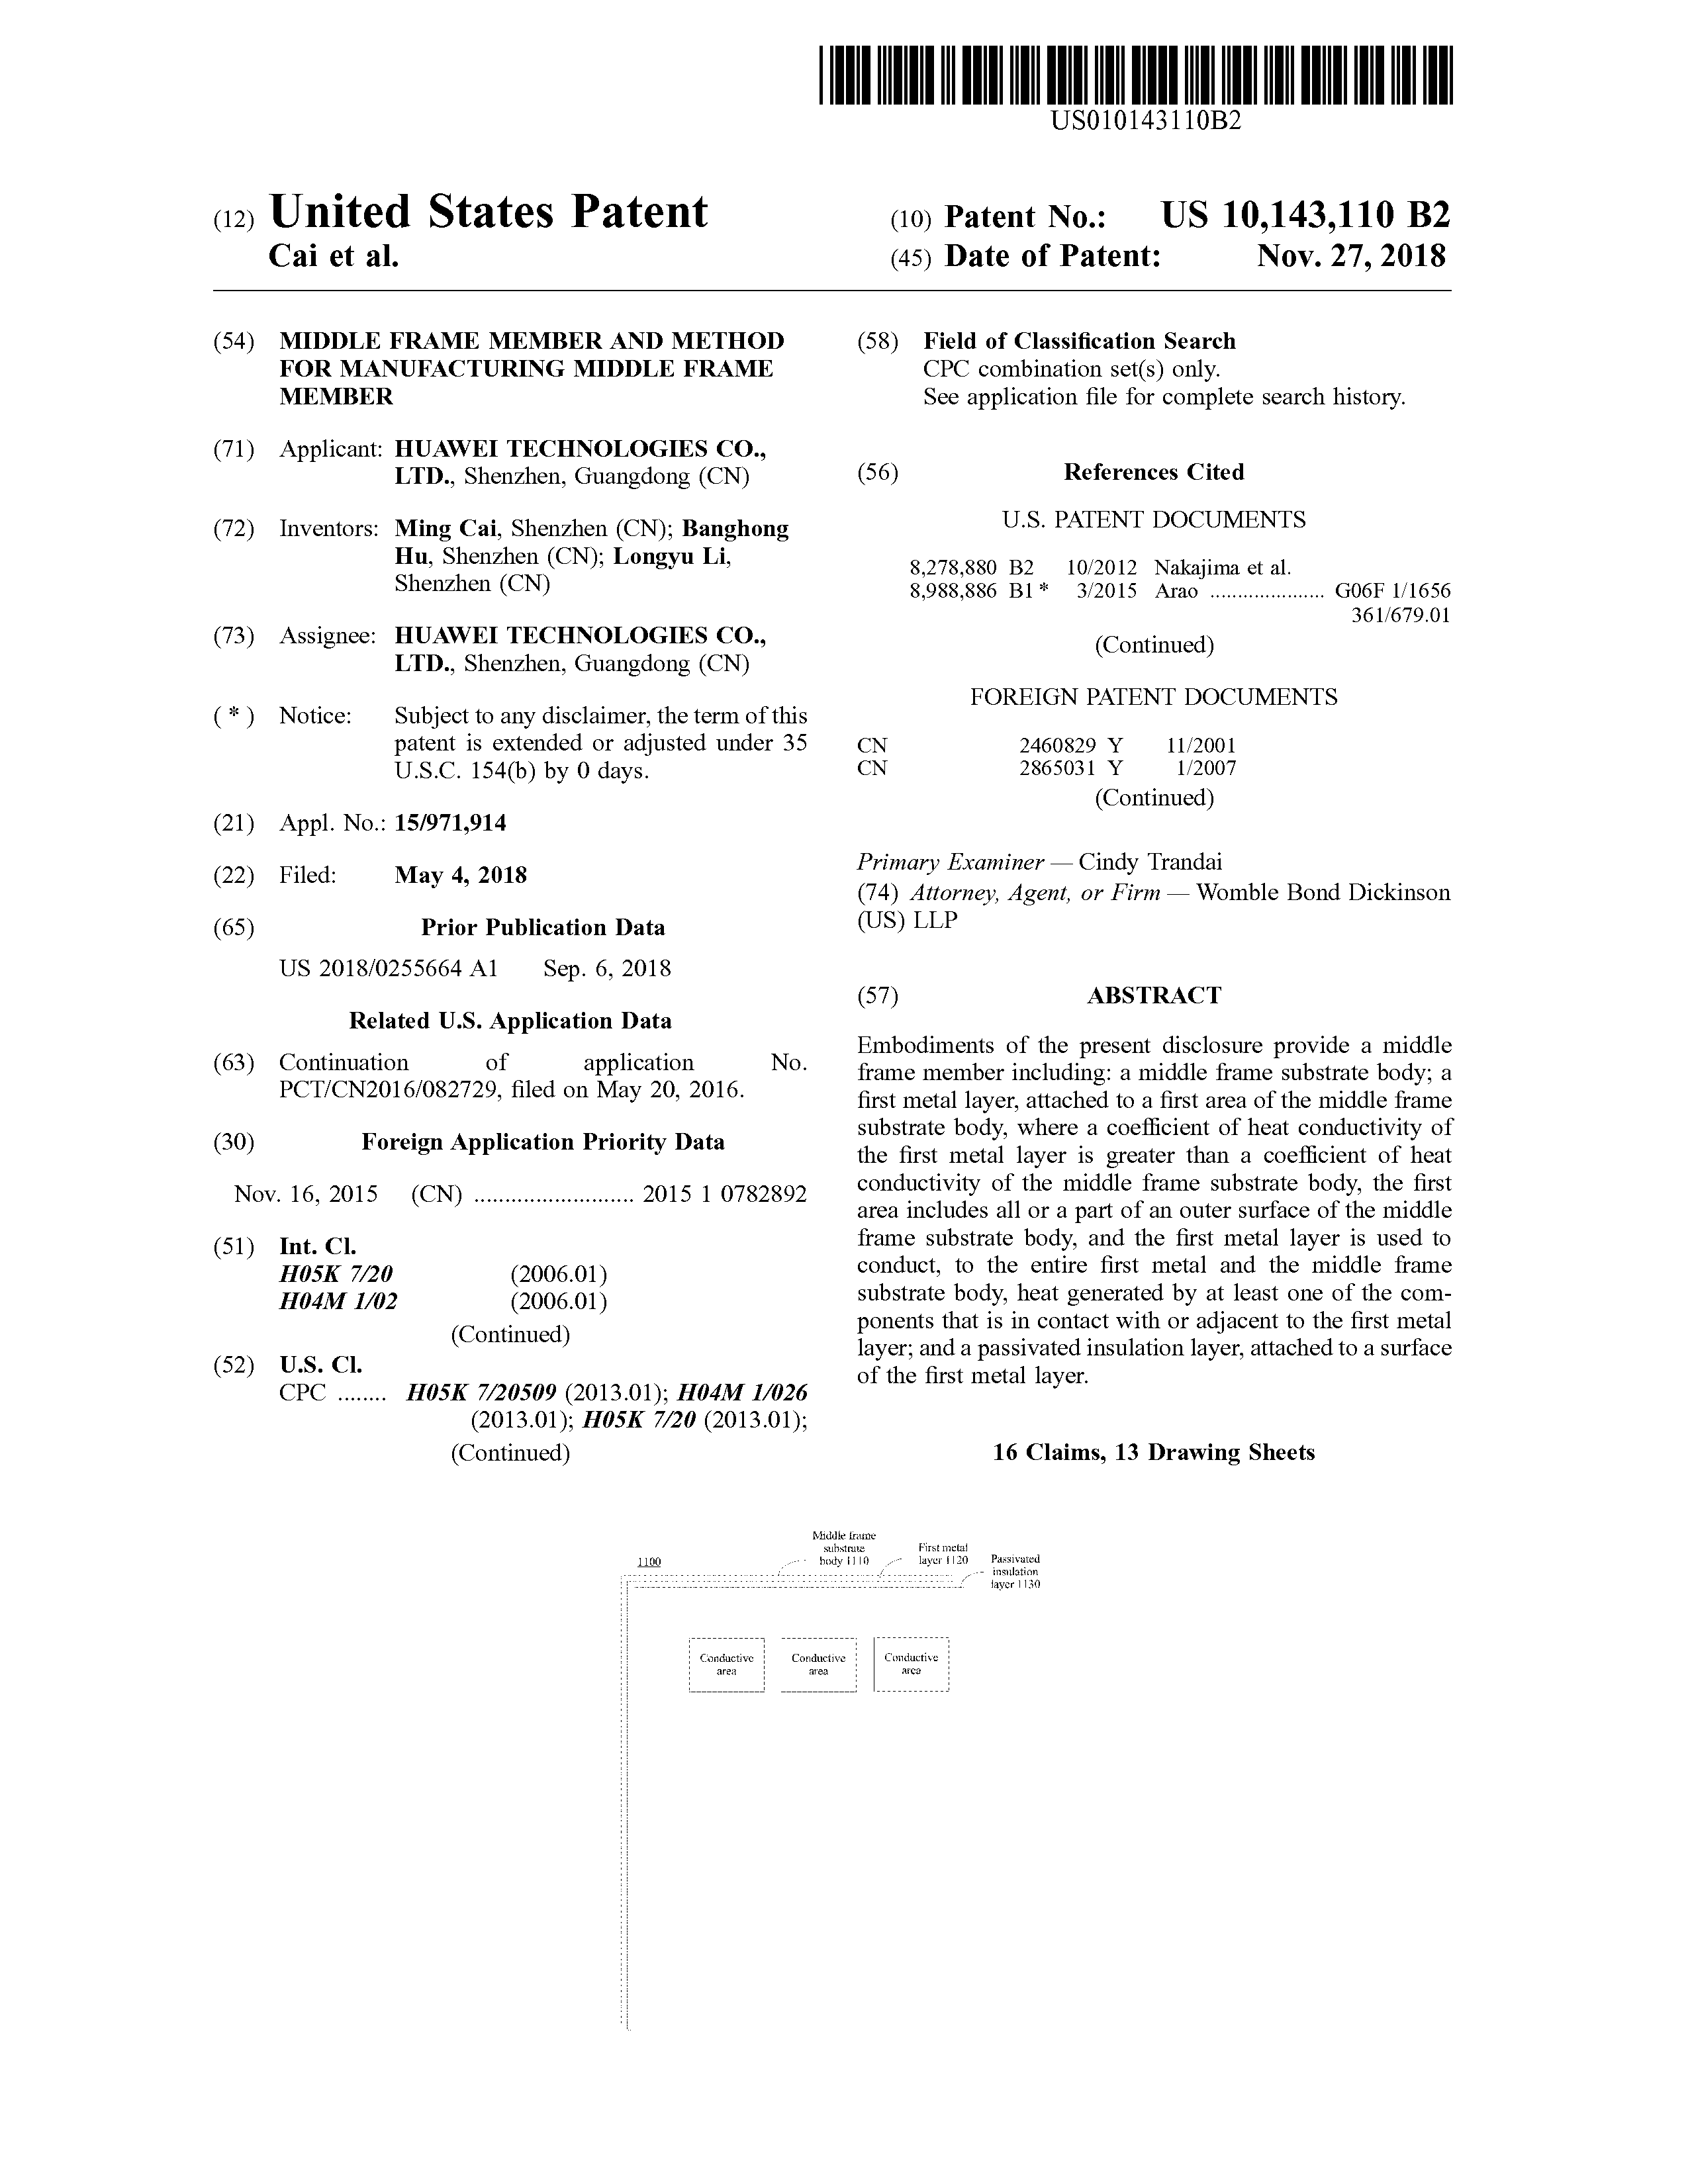 US010143110B2
(12) United States Patent
Cai et al.
(10) Patent No.: US 10,143,110 B2
(45) Date of Patent: Nov. 27, 2018
(54) MIDDLE FRAME MEMBER AND METHOD
FOR MANUFACTURING MIDDLE FRAME
MEMBER
(71) Applicant: HUAWEI TECHNOLOGIES CO.,
LTD., Shenzhen, Guangdong (CN)
(72) Inventors: Ming Cai, Shenzhen (CN); Banghong
Hu, Shenzhen (CN); Longyu Li,
Shenzhen (CN)
(73) Assignee: HUAWEI TECHNOLOGIES CO.,
LTD., Shenzhen, Guangdong (CN)
( * ) Notice: Subject to any disclaimer, the term of this
patent is extended or adjusted under 35
U.S.C. 154(b) by 0 days.
(21) Appl. No.: 15/971,914
(22) Filed: May 4, 2018
(65) Prior Publication Data
US 2018/0255664 A1 Sep. 6, 2018
Related U.S. Application Data
(63) Continuation of application No.
PCT/CN2016/082729, filed on May 20, 2016.
(30) Foreign Application Priority Data
Nov. 16, 2015 (CN) .......................... 2015 1 0782892
(51) Int. Cl.
H05K 7/20 (2006.01)
H04M 1/02 (2006.01)
(Continued)
(52) U.S. Cl.
CPC ........ H05K 7/20509 (2013.01); H04M 1/026
(2013.01); H05K 7/20 (2013.01);
(Continued)
(58) Field of Classification Search
CPC combination set(s) only.
See application file for complete search history.
(56) References Cited
U.S. PATENT DOCUMENTS
8,278,880 B2 10/2012 Nakajima et al.
8,988,886 B1 * 3/2015 Arao ..................... G06F 1/1656
361/679.01
(Continued)
FOREIGN PATENT DOCUMENTS
CN 2460829 Y 11/2001
CN 2865031 Y 1/2007
(Continued)
Primary Examiner — Cindy Trandai
(74) Attorney, Agent, or Firm — Womble Bond Dickinson
(US) LLP
(57) ABSTRACT
Embodiments of the present disclosure provide a middle
frame member including: a middle frame substrate body; a
first metal layer, attached to a first area of the middle frame
substrate body, where a coefficient of heat conductivity of
the first metal layer is greater than a coefficient of heat
conductivity of the middle frame substrate body, the first
area includes all or a part of an outer surface of the middle
frame substrate body, and the first metal layer is used to
conduct, to the entire first metal and the middle frame
substrate body, heat generated by at least one of the com-
ponents that is in contact with or adjacent to the first metal
layer; and a passivated insulation layer, attached to a surface
of the first metal layer.
16 Claims, 13 Drawing Sheets
1100
Middle frame
substrate
body 1110
First metal
layer 1120
Passivated
insulation
layer 1130
Conductive
area
Conductive
area
Conductive
area